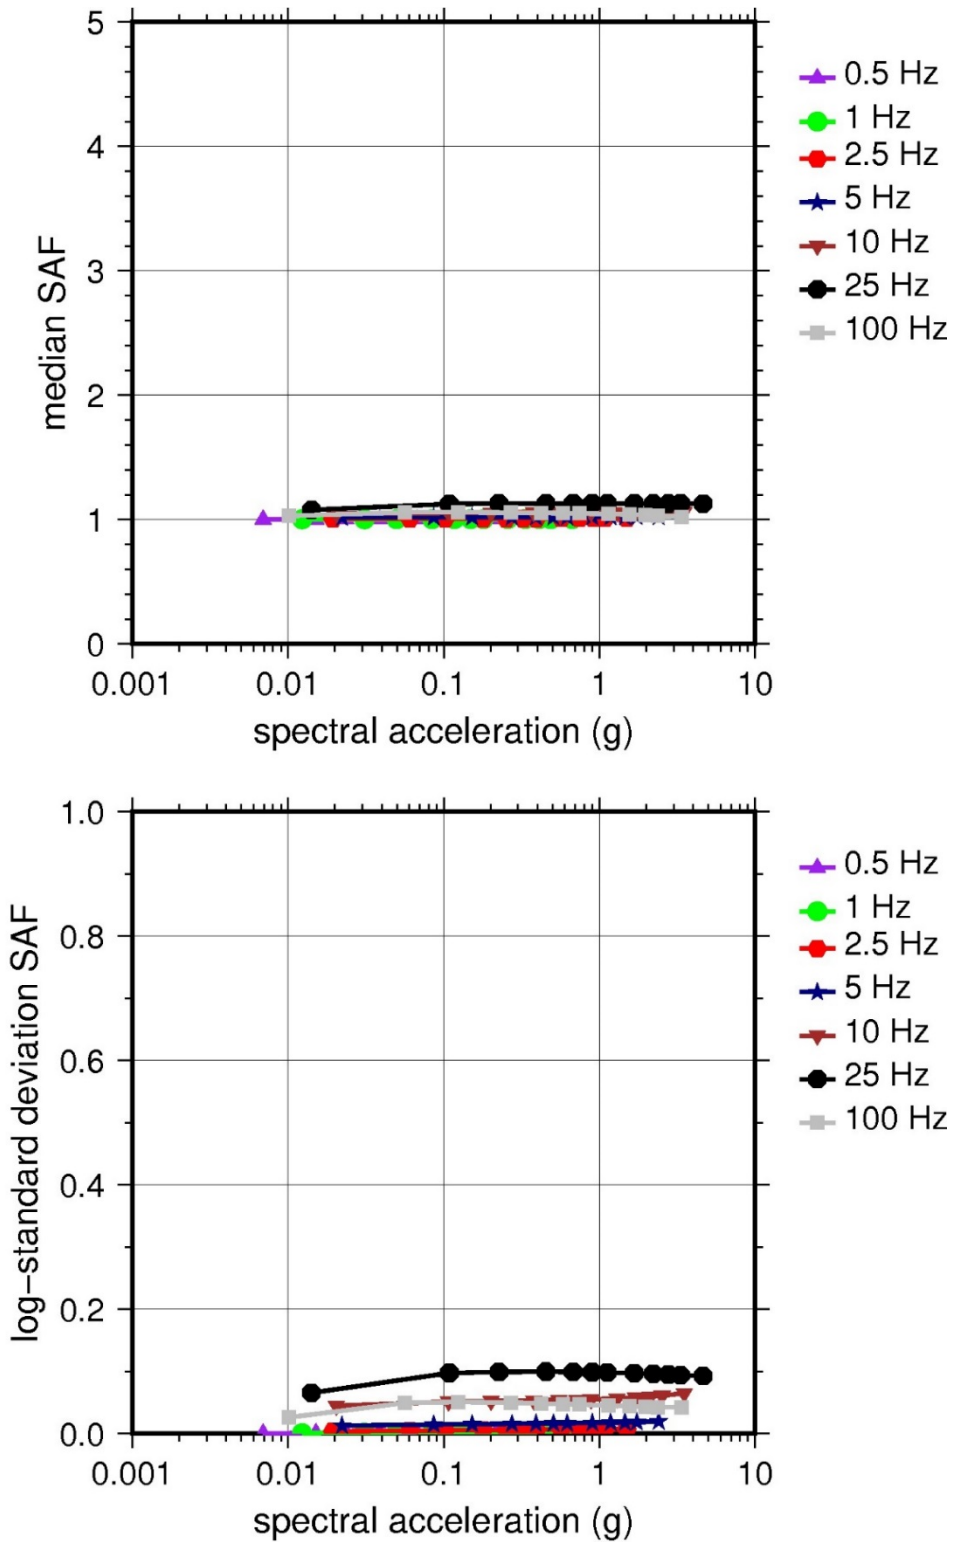 5
4
3
2
1
0
median SAF
0.001 0.01 0.1 1 10
spectral acceleration (g)
0.5 Hz
1 Hz
2.5 Hz
5 Hz
10 Hz
25 Hz
100 Hz
1.0
0.8
0.6
0.4
0.2
0.0
log−standard deviation SAF
0.001 0.01 0.1 1 10
spectral acceleration (g)
0.5 Hz
1 Hz
2.5 Hz
5 Hz
10 Hz
25 Hz
100 Hz